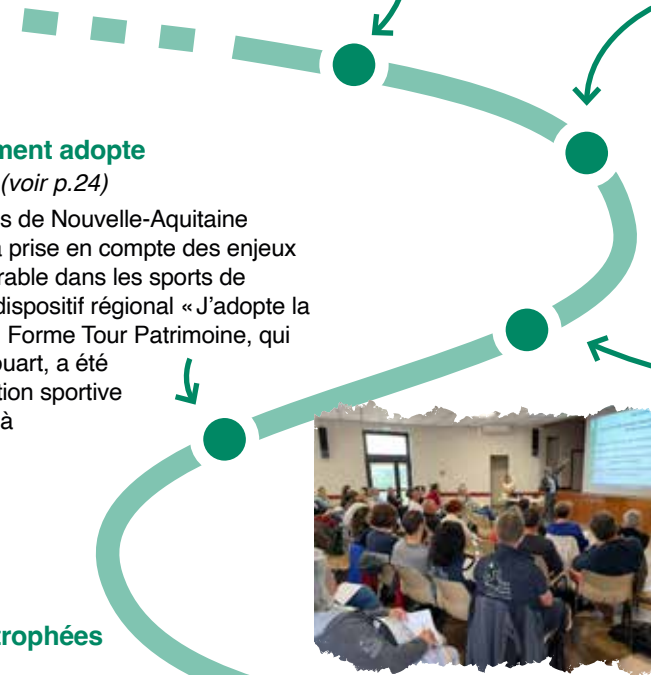 ment adopte
(voir p.24)
s de Nouvelle-Aquitaine
a prise en compte des enjeux
rable dans les sports de
dispositif régional « J’adopte la
Forme Tour Patrimoine, qui
ouart, a été
tion sportive
à
trophées